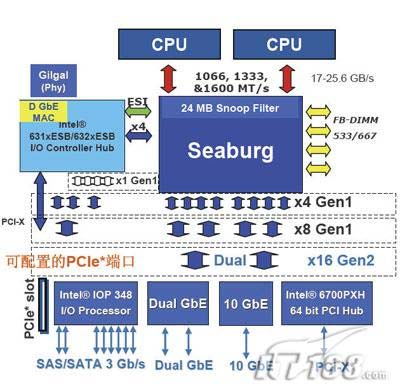 CPU
CPU
Gilgal
(Phy)
1066, 1333,
&1600 MT/s
17-25.6 GB/s
D GbE
MAC
ESI
24 MB Snoop Filter
Intel®
631xESB/632xESB
I/O Controller Hub
x4
Seaburg
FB-DIMM
533/667
x1 Gen1
PCI-X
x4 Gen1
x8 Gen1
可配置的PCIe*端口
Dual
x16 Gen2
PCIe* slot
Intel® IOP 348
I/O Processor
Dual GbE
10 GbE
Intel® 6700PXH
64 bit PCI Hub
SAS/SATA 3 Gb/s
Dual GbE
10 GbE
PCI-X
IT168.com